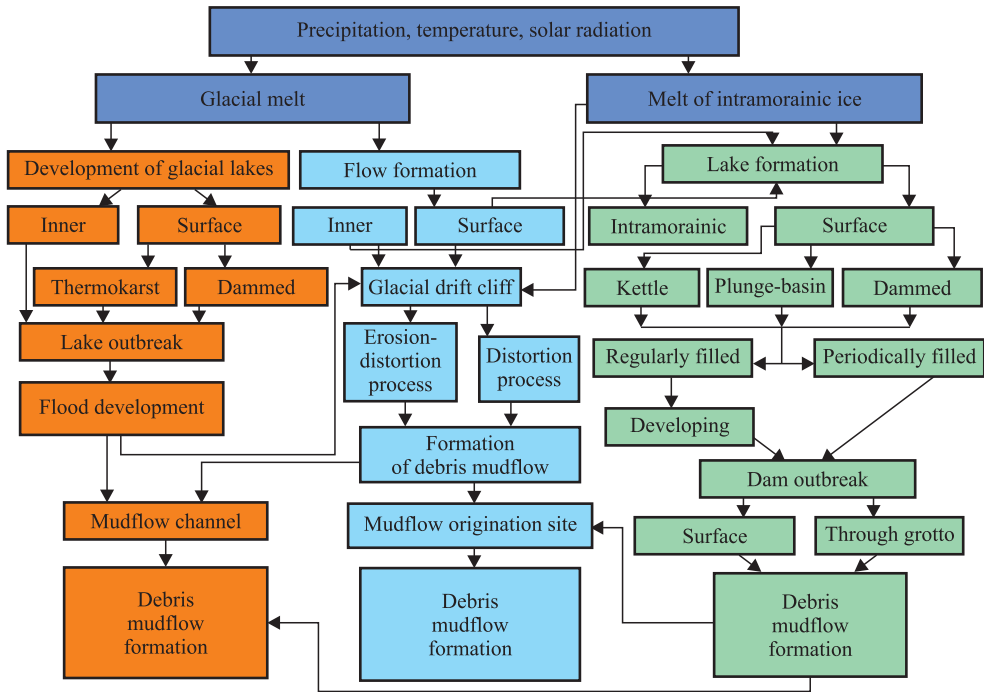 Precipitation, temperature, solar radiation
Glacial melt
Melt of intramorainic ice
Development of glacial lakes
Flow formation
Lake formation
Inner
Surface
Inner
Surface
Intramorainic
Surface
Thermokarst
Dammed
Glacial drift cliff
Kettle
Plunge-basin
Dammed
Lake outbreak
Erosion-
distortion
process
Distortion
process
Regularly filled
Periodically filled
Flood development
Developing
Formation
of debris mudflow
Dam outbreak
Mudflow channel
Mudflow origination site
Surface
Through grotto
Debris
mudflow
formation
Debris
mudflow
formation
Debris
mudflow
formation